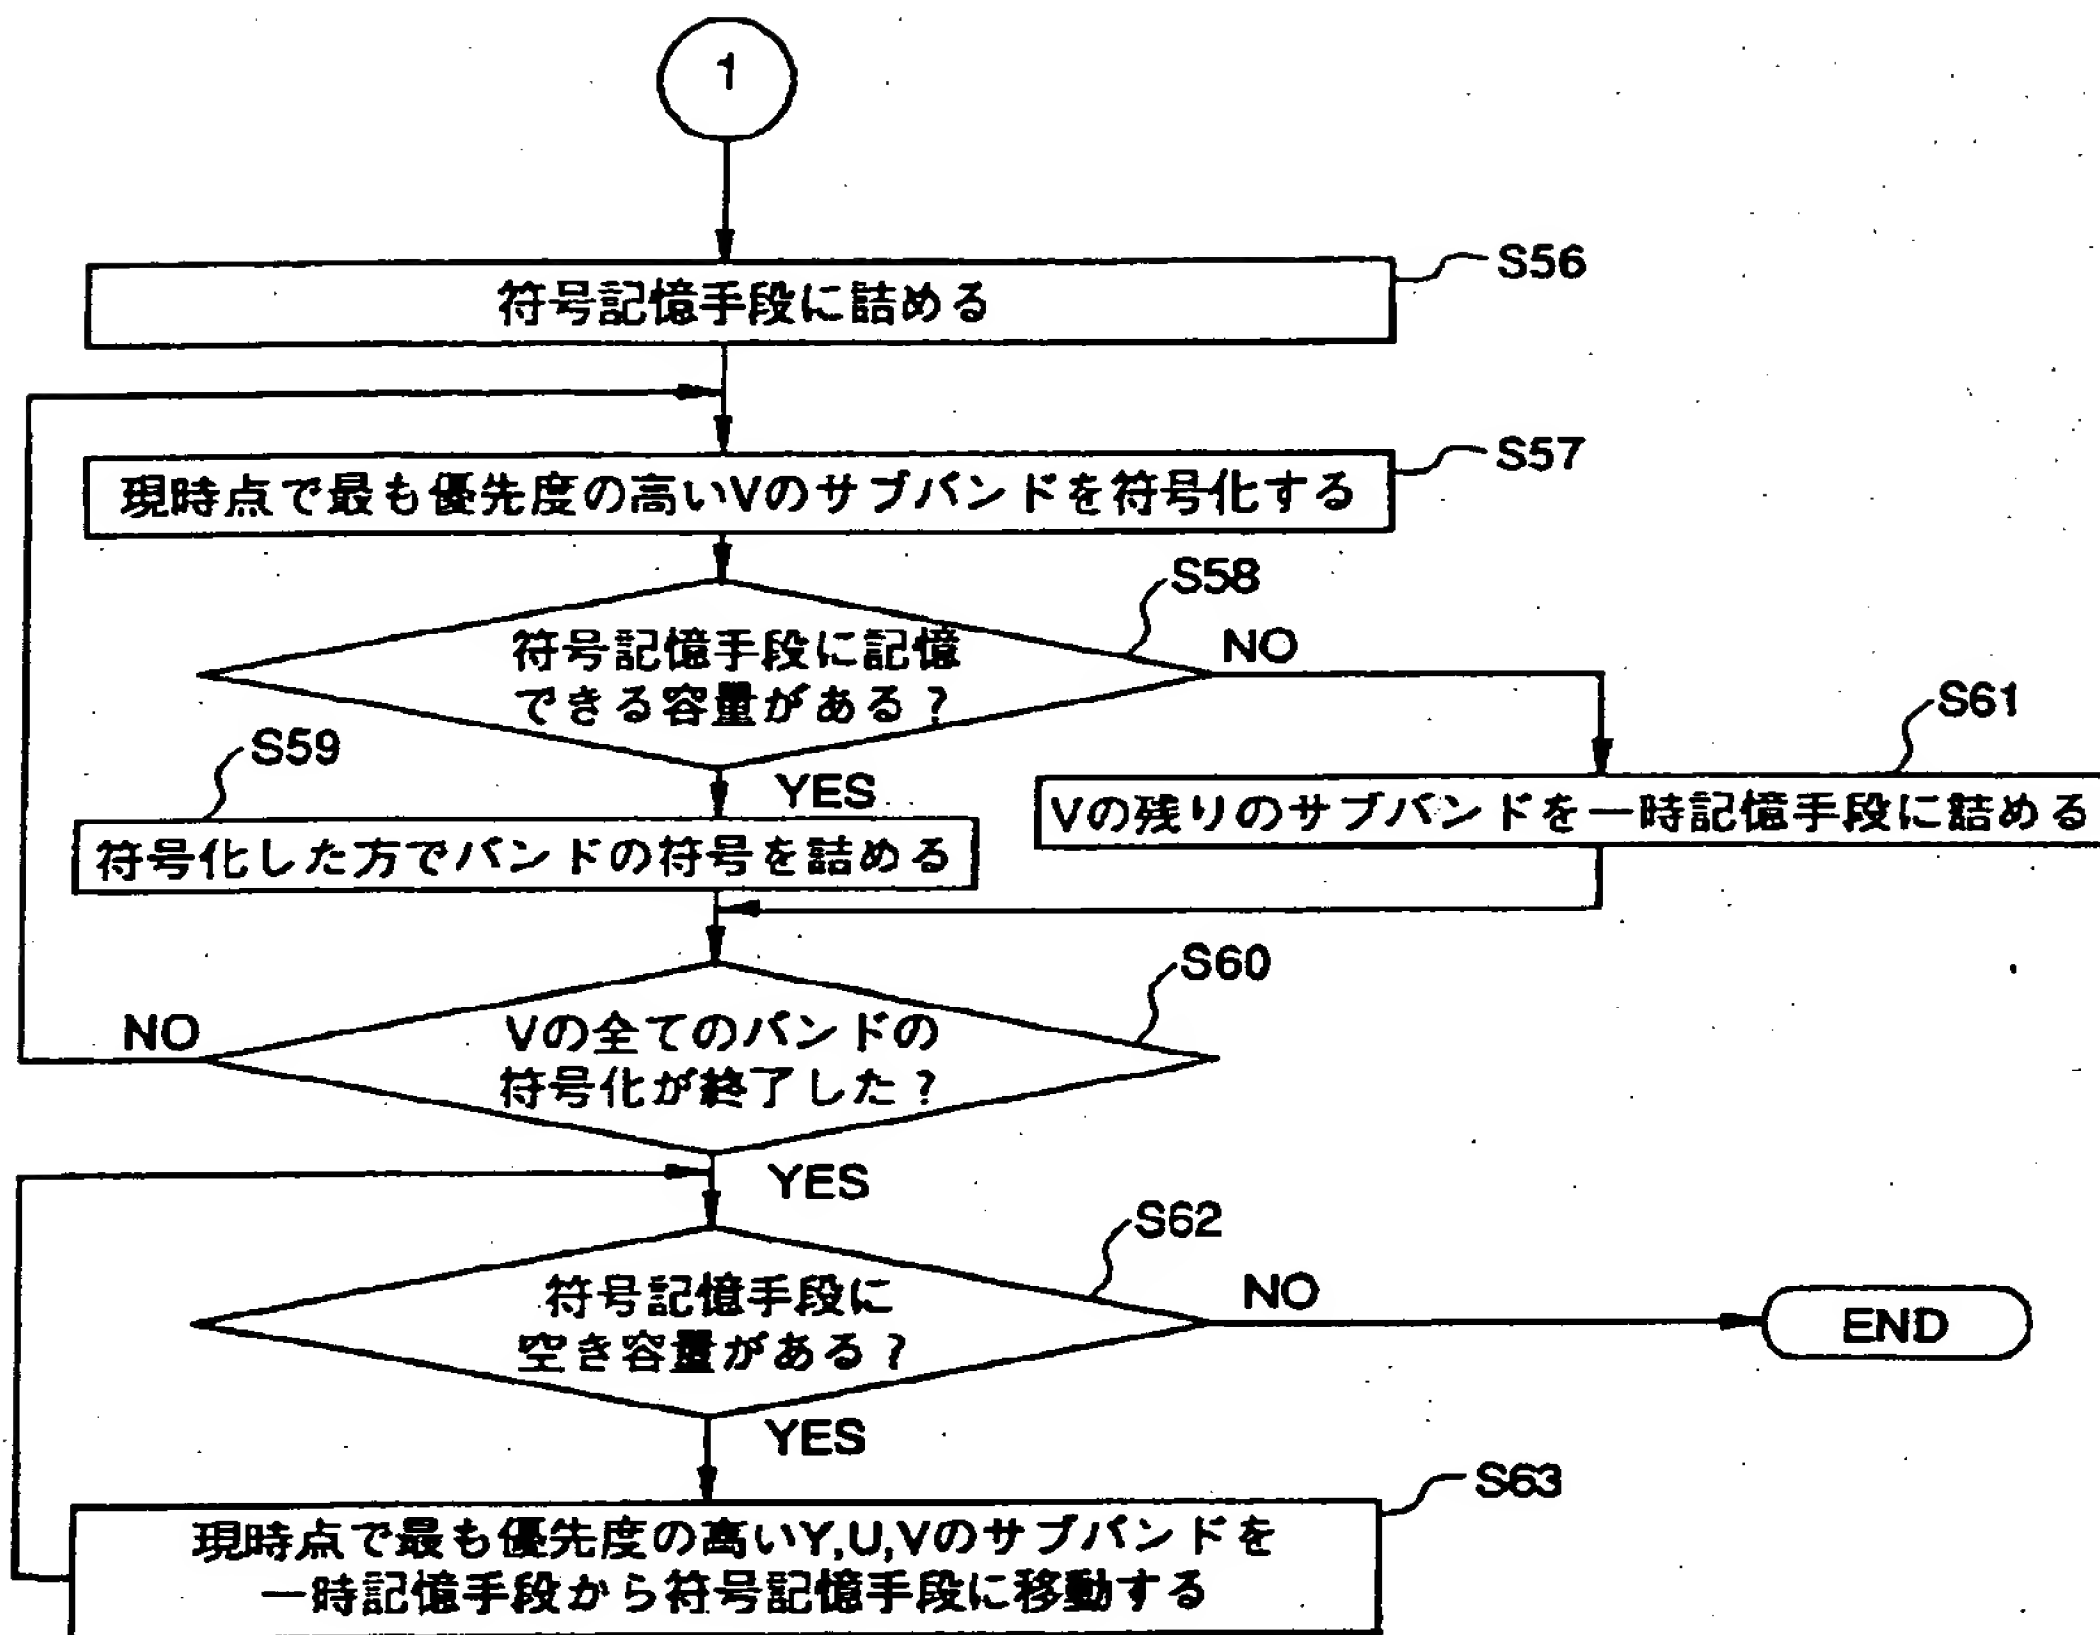 1
S56
符号記憶手段に詰める
S57
現時点で最も優先度の高いVのサブバンドを符号化する
S58
符号記憶手段に記憶
できる容量がある?
NO
S61
S59
YES
Vの残りのサブバンドを一時記憶手段に詰める
符号化した方でバンドの符号を詰める
S60
NO
Vの全てのバンドの
符号化が終了した?
YES
S62
符号記憶手段に
空き容量がある?
NO
END
YES
S63
現時点で最も優先度の高いY,U,Vのサブバンドを
一時記憶手段から符号記憶手段に移動する